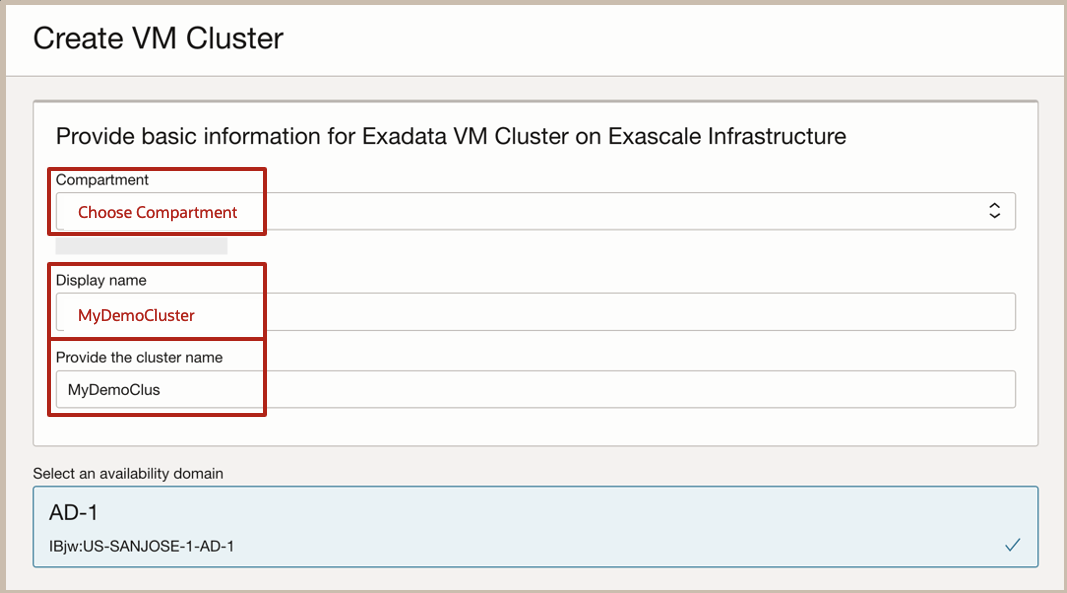 Create VM Cluster
Provide basic information for Exadata VM Cluster on Exascale Infrastructure
Compartment
Choose Compartment
Display name
MyDemoCluster
Provide the cluster name
MyDemoClus
Select an availability domain
AD-1
IBjw:US-SANJOSE-1-AD-1